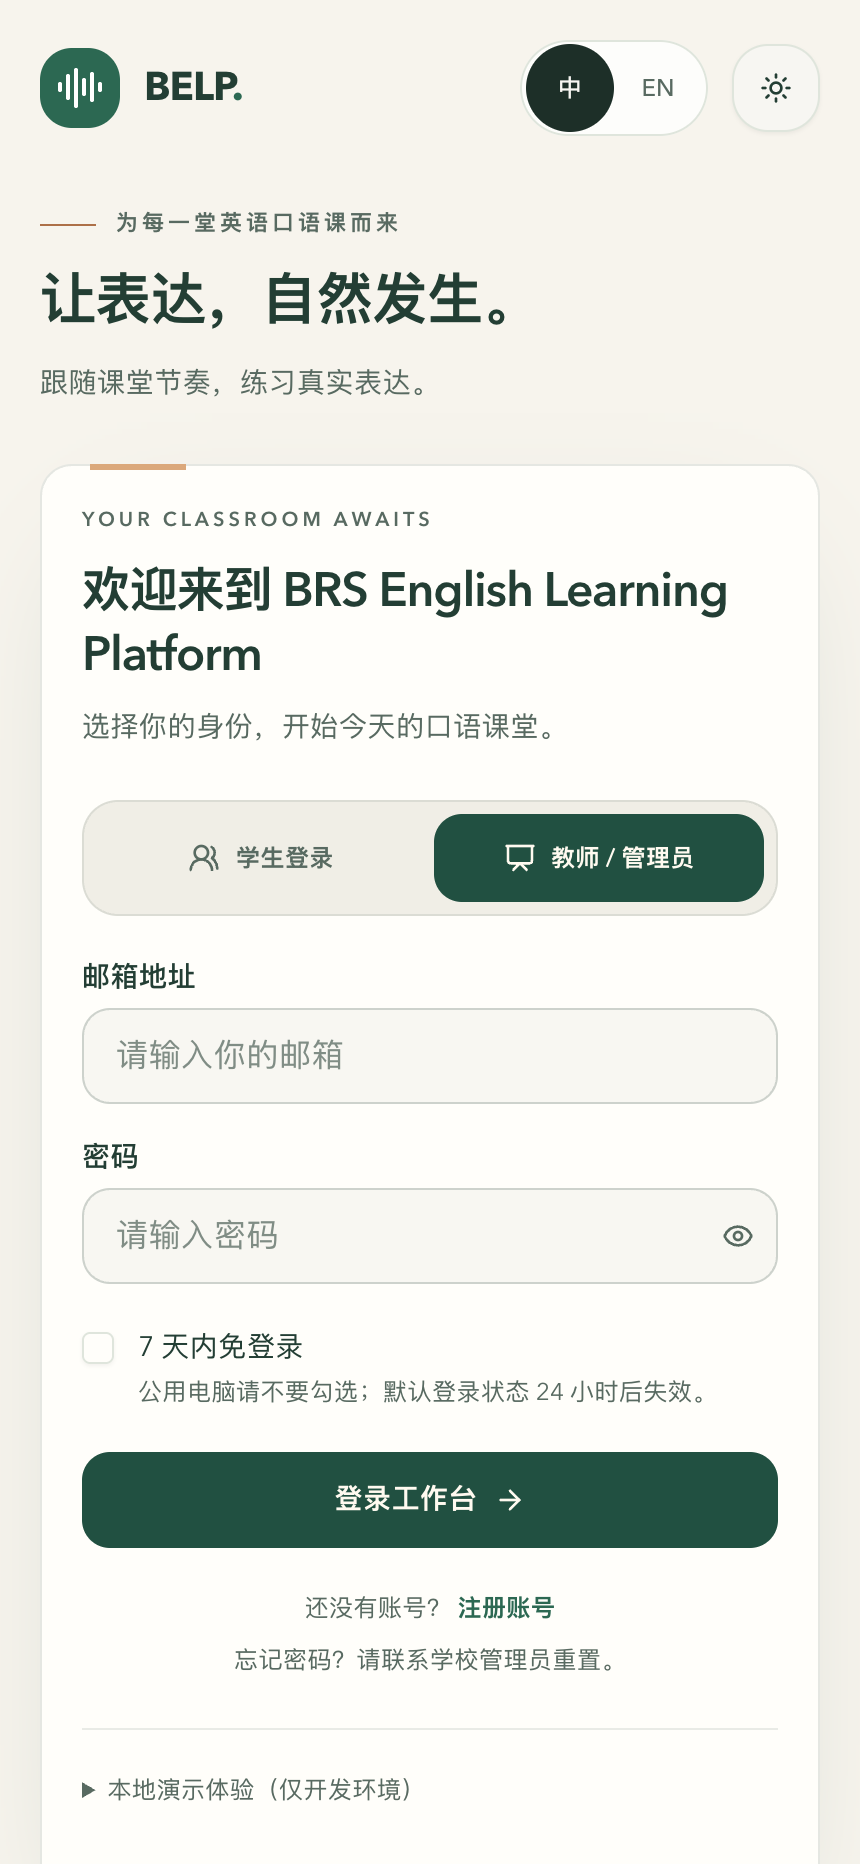 BELP.
中
EN
为每一堂英语口语课而来
让表达，自然发生。
跟随课堂节奏，练习真实表达。
YOUR CLASSROOM AWAITS
欢迎来到 BRS English Learning
Platform
选择你的身份，开始今天的口语课堂。
学生登录
教师 / 管理员
邮箱地址
请输入你的邮箱
密码
请输入密码
7 天内免登录
公用电脑请不要勾选；默认登录状态 24 小时后失效。
登录工作台 →
还没有账号？ 注册账号
忘记密码？请联系学校管理员重置。
▶ 本地演示体验（仅开发环境）